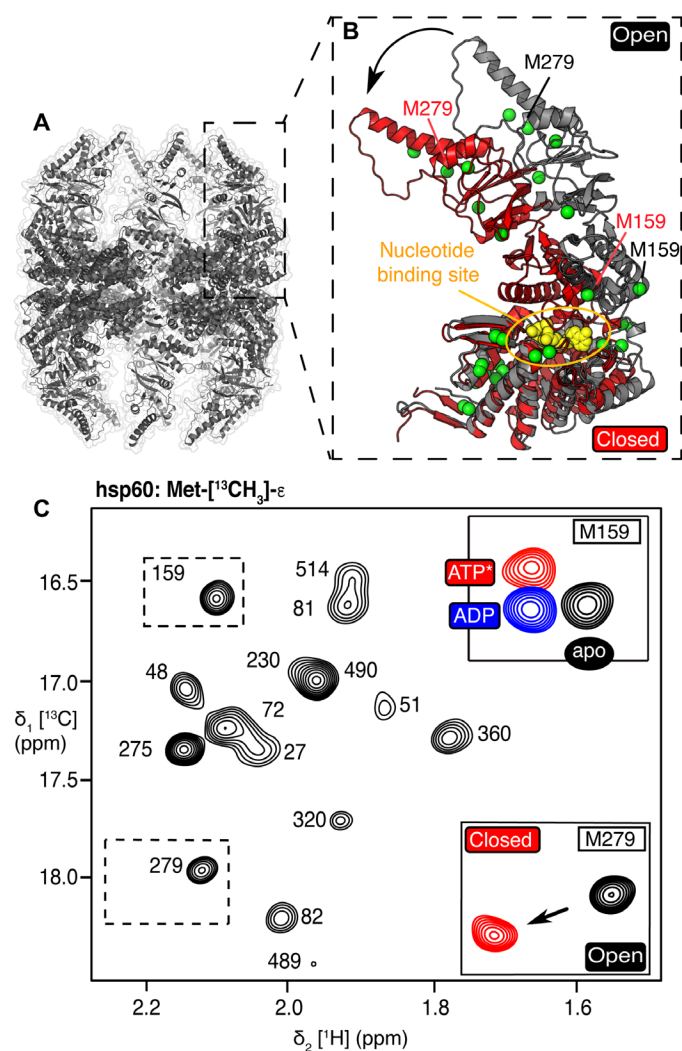 A
B
Open
M279
M279
M159
M159
Nucleotide
binding site
Closed
hsp60: Met-[¹³CH₃]-ε
C
M159
ATP*
ADP
apo
159
514
81
16.5
48
230
490
17.0
72
51
δ₁ [¹³C]
(ppm)
275
27
360
17.5
320
Closed
M279
279
18.0
82
Open
489
2.2
2.0
1.8
1.6
δ₂ [¹H] (ppm)